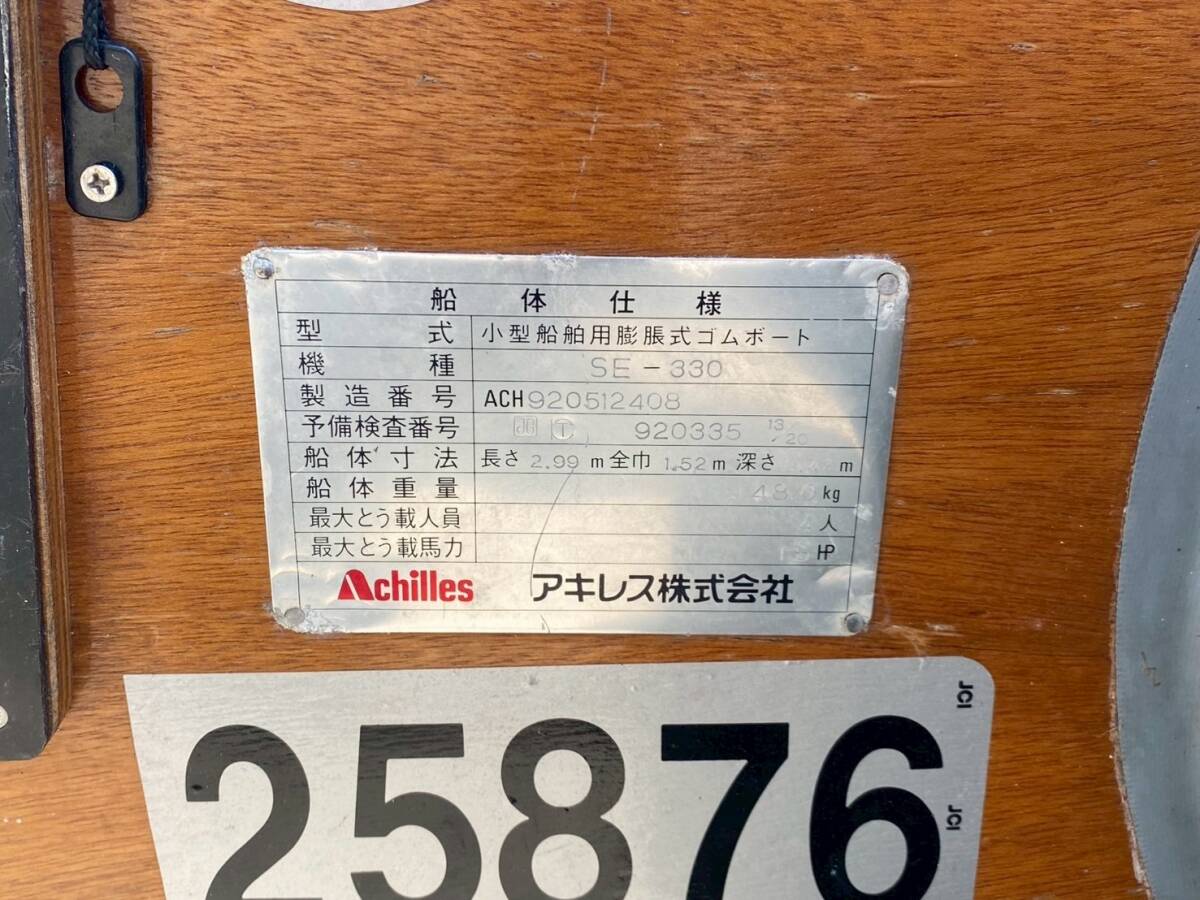 船体仕様
型式 小型船舶用膨脹式ゴムボート
機種 SE-330
製造番号 ACH920512408
予備検査番号 920335 13/20
船体寸法 長さ 2.99 m 全巾 1.52 m 深さ m
船体重量 kg
最大とう載人員 人
最大とう載馬力 HP
Achilles アキレス株式会社
JCI
25876
JCI